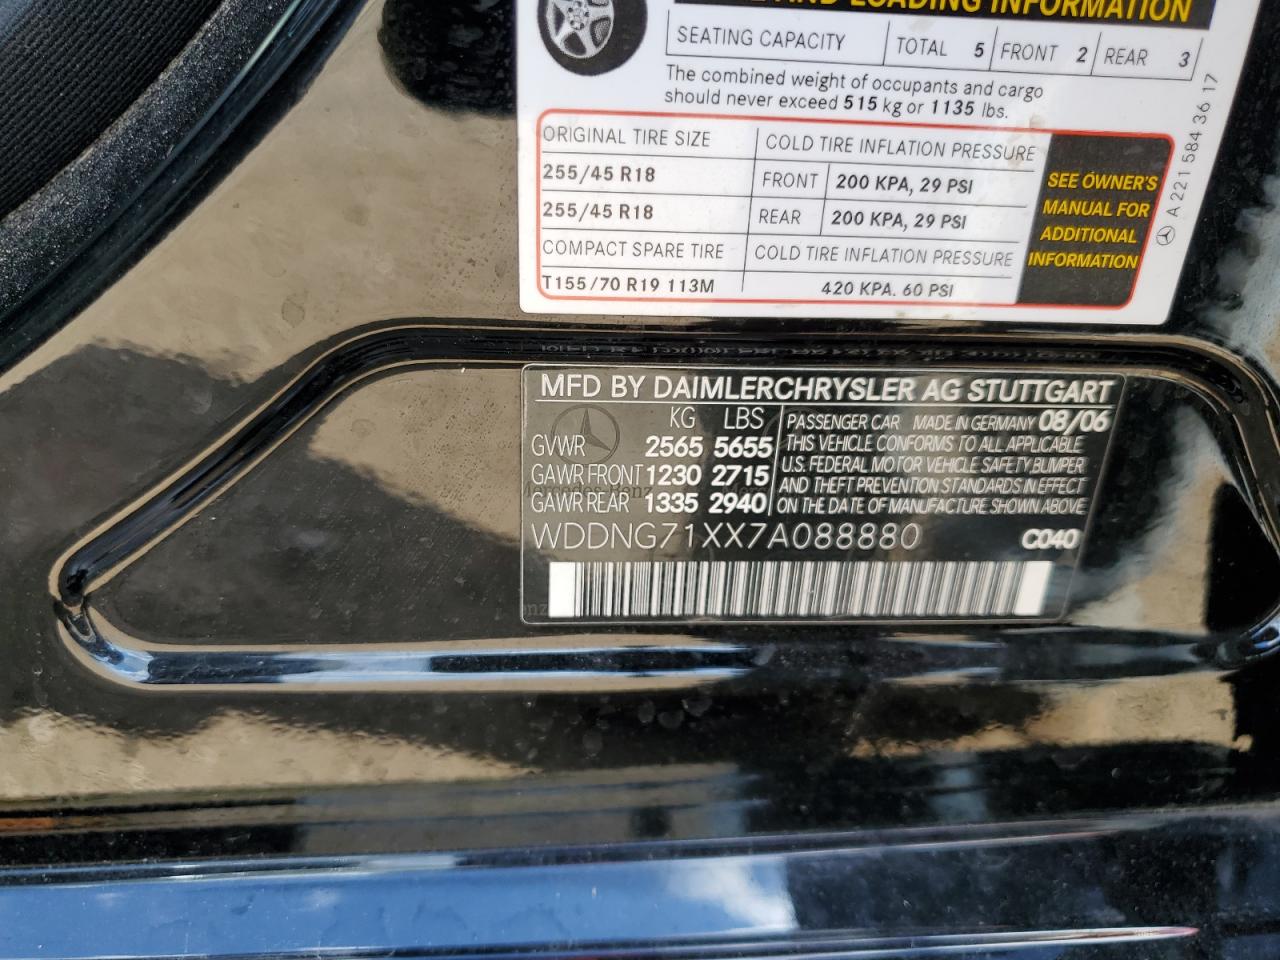 AND LOADING INFORMATION
SEATING CAPACITY TOTAL 5 FRONT 2 REAR 3
The combined weight of occupants and cargo
should never exceed 515 kg or 1135 lbs.
ORIGINAL TIRE SIZE COLD TIRE INFLATION PRESSURE
255/45 R18 FRONT 200 KPA, 29 PSI
255/45 R18 REAR 200 KPA, 29 PSI
COMPACT SPARE TIRE COLD TIRE INFLATION PRESSURE
T155/70 R19 113M 420 KPA. 60 PSI
SEE OWNER'S
MANUAL FOR
ADDITIONAL
INFORMATION
A 221 584 36 17
MFD BY DAIMLERCHRYSLER AG STUTTGART
KG LBS
GVWR 2565 5655
GAWR FRONT 1230 2715
GAWR REAR 1335 2940
PASSENGER CAR MADE IN GERMANY 08/06
THIS VEHICLE CONFORMS TO ALL APPLICABLE
U.S. FEDERAL MOTOR VEHICLE SAFETY BUMPER
AND THEFT PREVENTION STANDARDS IN EFFECT
ON THE DATE OF MANUFACTURE SHOWN ABOVE.
WDDNG71XX7A088880 C040